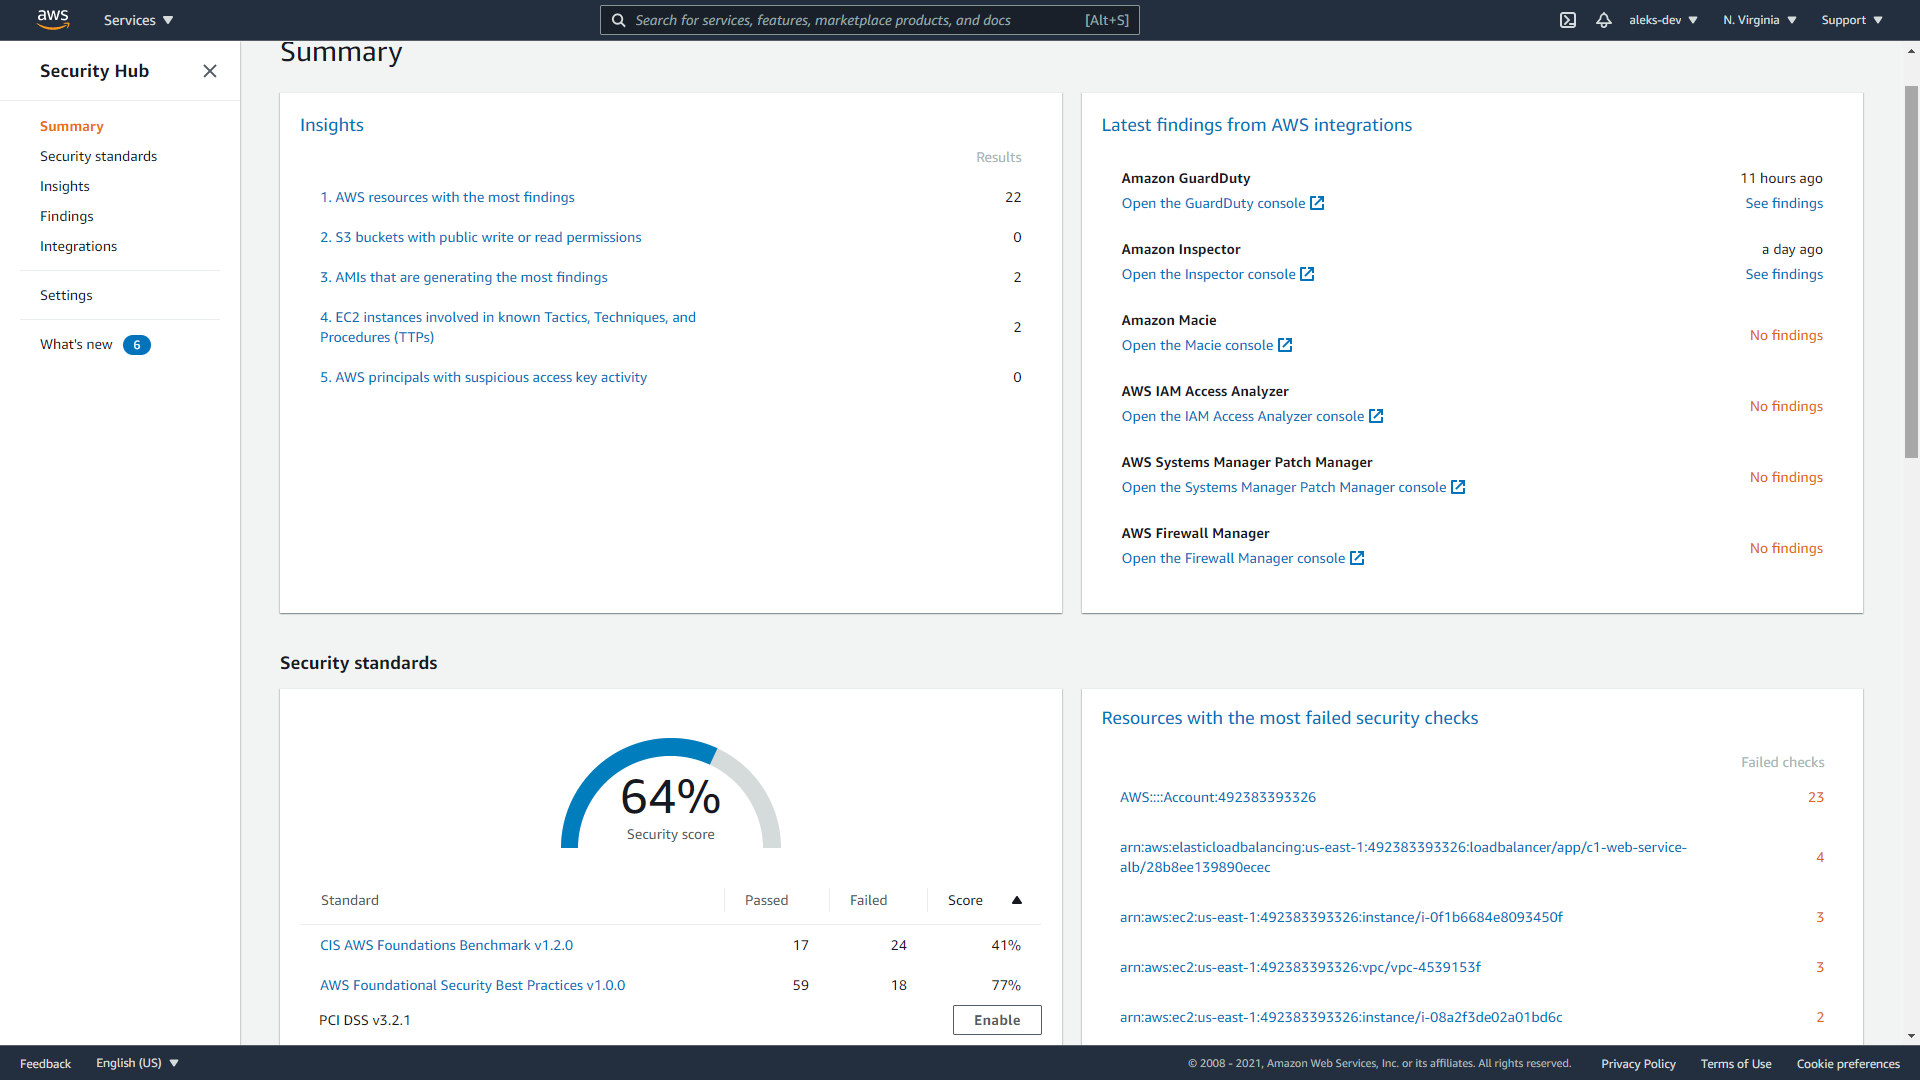 aws
Services
Search for services, features, marketplace products, and docs
[Alt+S]
aleks-dev
N. Virginia
Support
Security Hub
Summary
Security standards
Insights
Findings
Integrations
Settings
What's new 6
Summary
Insights
Results
1. AWS resources with the most findings 22
2. S3 buckets with public write or read permissions 0
3. AMIs that are generating the most findings 2
4. EC2 instances involved in known Tactics, Techniques, and
Procedures (TTPs) 2
5. AWS principals with suspicious access key activity 0
Latest findings from AWS integrations
Amazon GuardDuty 11 hours ago
Open the GuardDuty console See findings
Amazon Inspector a day ago
Open the Inspector console See findings
Amazon Macie
Open the Macie console
No findings
AWS IAM Access Analyzer
Open the IAM Access Analyzer console
No findings
AWS Systems Manager Patch Manager
Open the Systems Manager Patch Manager console
No findings
AWS Firewall Manager
Open the Firewall Manager console
No findings
Security standards
64%
Security score
Standard Passed Failed Score
CIS AWS Foundations Benchmark v1.2.0 17 24 41%
AWS Foundational Security Best Practices v1.0.0 59 18 77%
PCI DSS v3.2.1 Enable
Resources with the most failed security checks
Failed checks
AWS::::Account:492383393326 23
arn:aws:elasticloadbalancing:us-east-1:492383393326:loadbalancer/app/c1-web-service-
alb/28b8ee139890ecec 4
arn:aws:ec2:us-east-1:492383393326:instance/i-0f1b6684e8093450f 3
arn:aws:ec2:us-east-1:492383393326:vpc/vpc-4539153f 3
arn:aws:ec2:us-east-1:492383393326:instance/i-08a2f3de02a01bd6c 2
Feedback
English (US)
© 2008 - 2021, Amazon Web Services, Inc. or its affiliates. All rights reserved.
Privacy Policy
Terms of Use
Cookie preferences